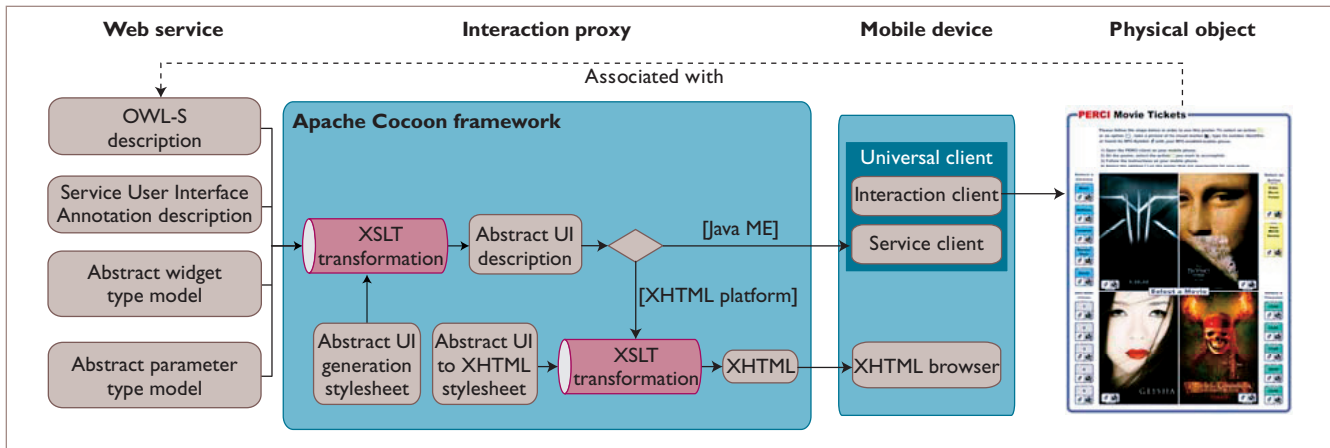 Web service
Interaction proxy
Mobile device
Physical object
Associated with
OWL-S
description
Service User Interface
Annotation description
Abstract widget
type model
Abstract parameter
type model
Apache Cocoon framework
XSLT
transformation
Abstract UI
description
[Java ME]
[XHTML platform]
Abstract UI
generation
stylesheet
Abstract UI
to XHTML
stylesheet
XSLT
transformation
XHTML
Universal client
Interaction client
Service client
XHTML browser
PERCI Movie Tickets
Select a Movie
GEISHA